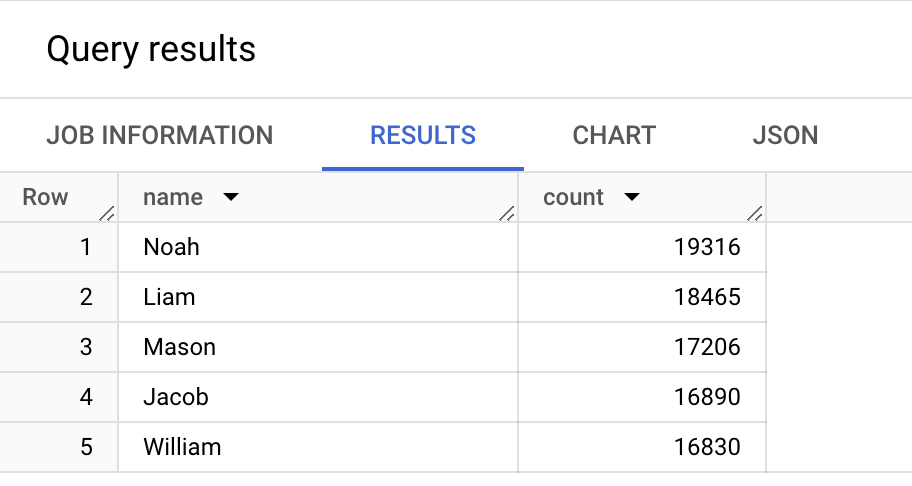 Query results
JOB INFORMATION RESULTS CHART JSON
Row name count
1 Noah 19316
2 Liam 18465
3 Mason 17206
4 Jacob 16890
5 William 16830